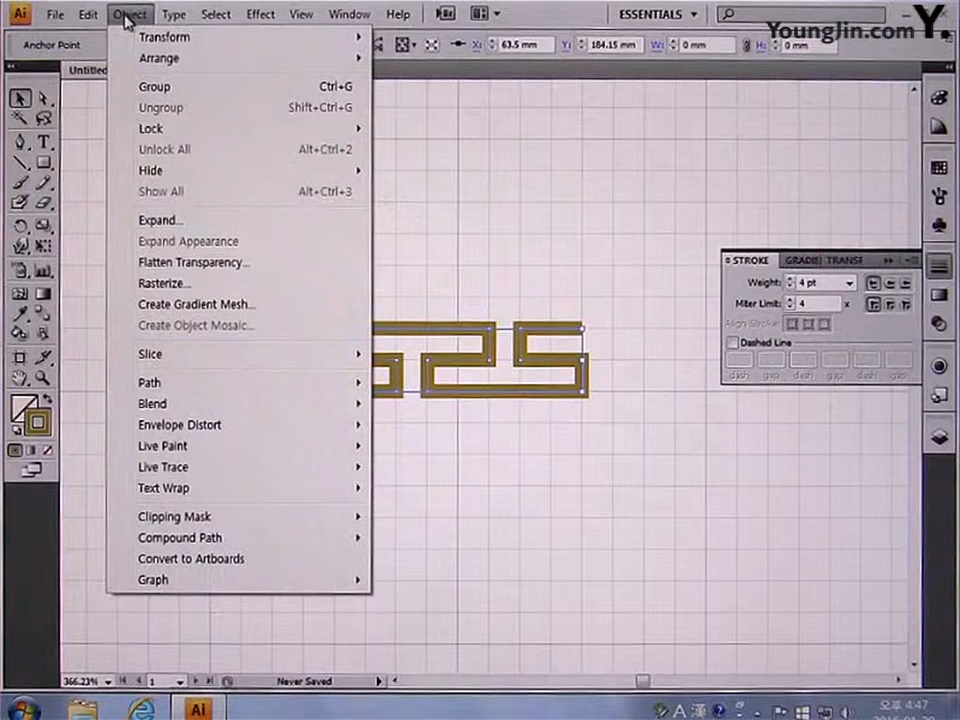 Ai File Edit Object Type Select Effect View Window Help Br ESSENTIALS
YoungJin.com Y.
Anchor Point X: 63.5 mm Y: 184.15 mm W: 0 mm H: 0 mm
Untitled
Transform
Arrange
Group Ctrl+G
Ungroup Shift+Ctrl+G
Lock
Unlock All Alt+Ctrl+2
Hide
Show All Alt+Ctrl+3
Expand...
Expand Appearance
Flatten Transparency...
Rasterize...
Create Gradient Mesh...
Create Object Mosaic...
Slice
Path
Blend
Envelope Distort
Live Paint
Live Trace
Text Wrap
Clipping Mask
Compound Path
Convert to Artboards
Graph
STROKE GRADIE TRANSF
Weight: 4 pt
Miter Limit: 4 x
Align Stroke:
Dashed Line
dash gap dash gap dash gap
366.23% 1 Never Saved
Ai A 漢 오후 4:47